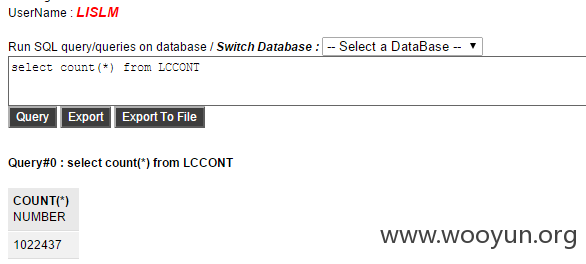 UserName : LISLM
Run SQL query/queries on database / Switch Database : -- Select a DataBase --
select count(*) from LCCONT
Query Export Export To File
Query#0 : select count(*) from LCCONT
COUNT(*)
NUMBER
1022437
www.wooyun.org